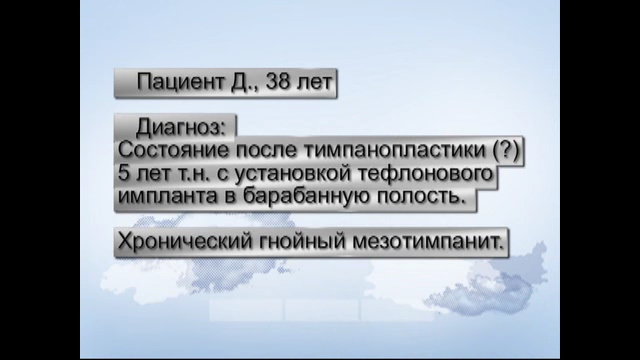 Пациент Д., 38 лет
Диагноз:
Состояние после тимпанопластики (?)
5 лет т.н. с установкой тефлонового
импланта в барабанную полость.
Хронический гнойный мезотимпанит.